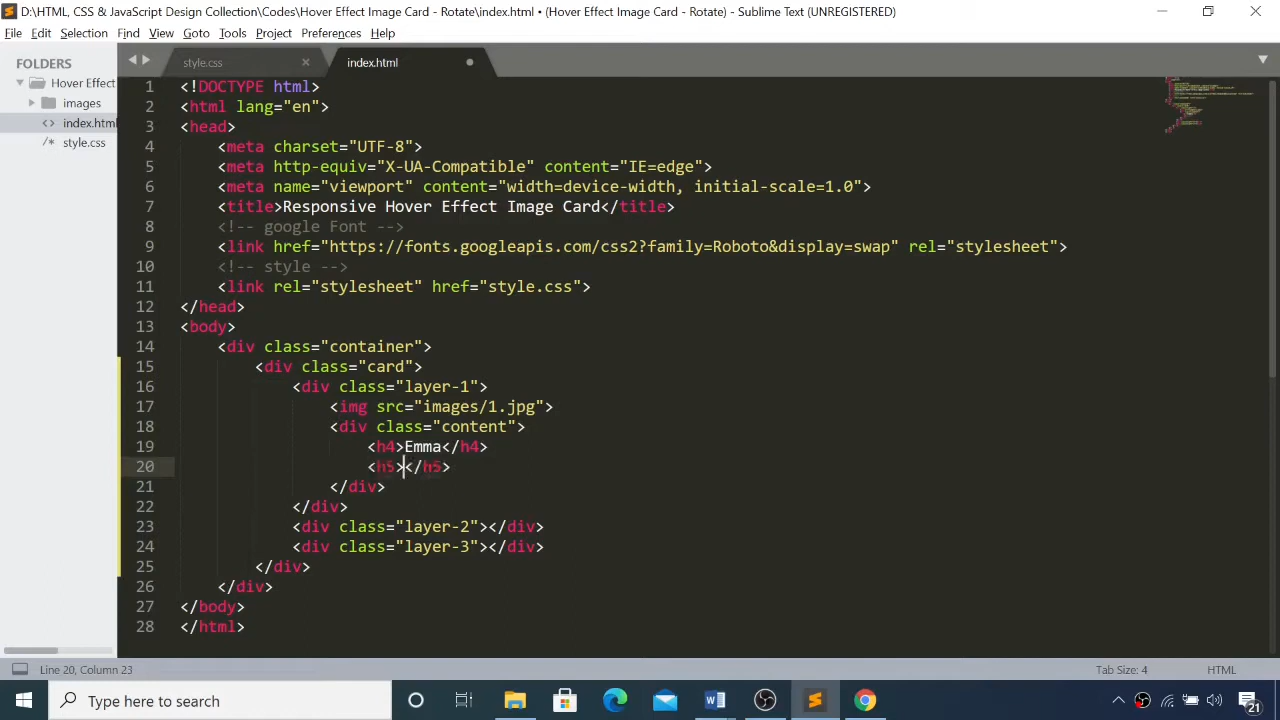 D:\HTML, CSS & JavaScript Design Collection\Codes\Hover Effect Image Card - Rotate\index.html • (Hover Effect Image Card - Rotate) - Sublime Text (UNREGISTERED)
File Edit Selection Find View Goto Tools Project Preferences Help
FOLDERS
Hover Effect
images
index.html
style.css
style.css
index.html
1 <!DOCTYPE html>
2 <html lang="en">
3 <head>
4 <meta charset="UTF-8">
5 <meta http-equiv="X-UA-Compatible" content="IE=edge">
6 <meta name="viewport" content="width=device-width, initial-scale=1.0">
7 <title>Responsive Hover Effect Image Card</title>
8 <!-- google Font -->
9 <link href="https://fonts.googleapis.com/css2?family=Roboto&display=swap" rel="stylesheet">
10 <!-- style -->
11 <link rel="stylesheet" href="style.css">
12 </head>
13 <body>
14 <div class="container">
15 <div class="card">
16 <div class="layer-1">
17 <img src="images/1.jpg">
18 <div class="content">
19 <h4>Emma</h4>
20 <h5></h5>
21 </div>
22 </div>
23 <div class="layer-2"></div>
24 <div class="layer-3"></div>
25 </div>
26 </div>
27 </body>
28 </html>
Line 20, Column 23
Tab Size: 4
HTML
Type here to search
21